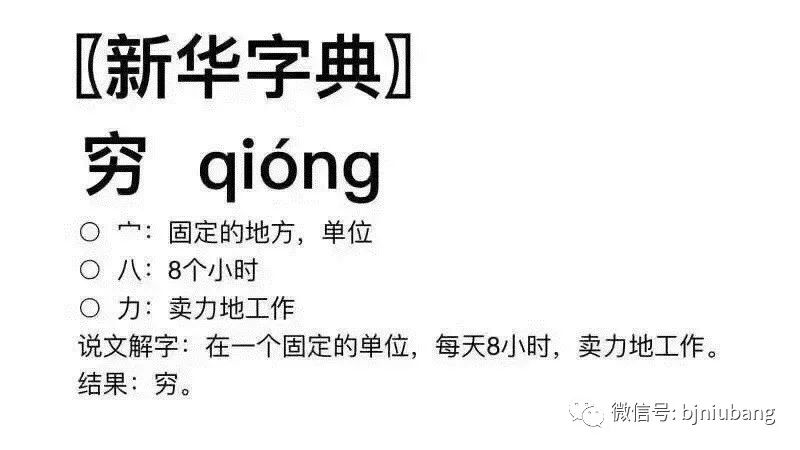 〖新华字典〗
穷 qióng
○ 宀：固定的地方，单位
○ 八：8个小时
○ 力：卖力地工作
说文解字：在一个固定的单位，每天8小时，卖力地工作。
结果：穷。
微信号: bjniubang